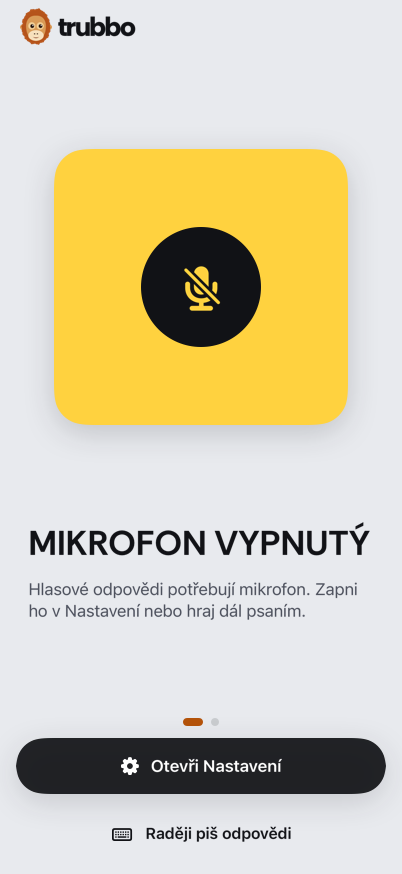 trubbo
MIKROFON VYPNUTÝ
Hlasové odpovědi potřebují mikrofon. Zapni
ho v Nastavení nebo hraj dál psaním.
Otevři Nastavení
Raději piš odpovědi